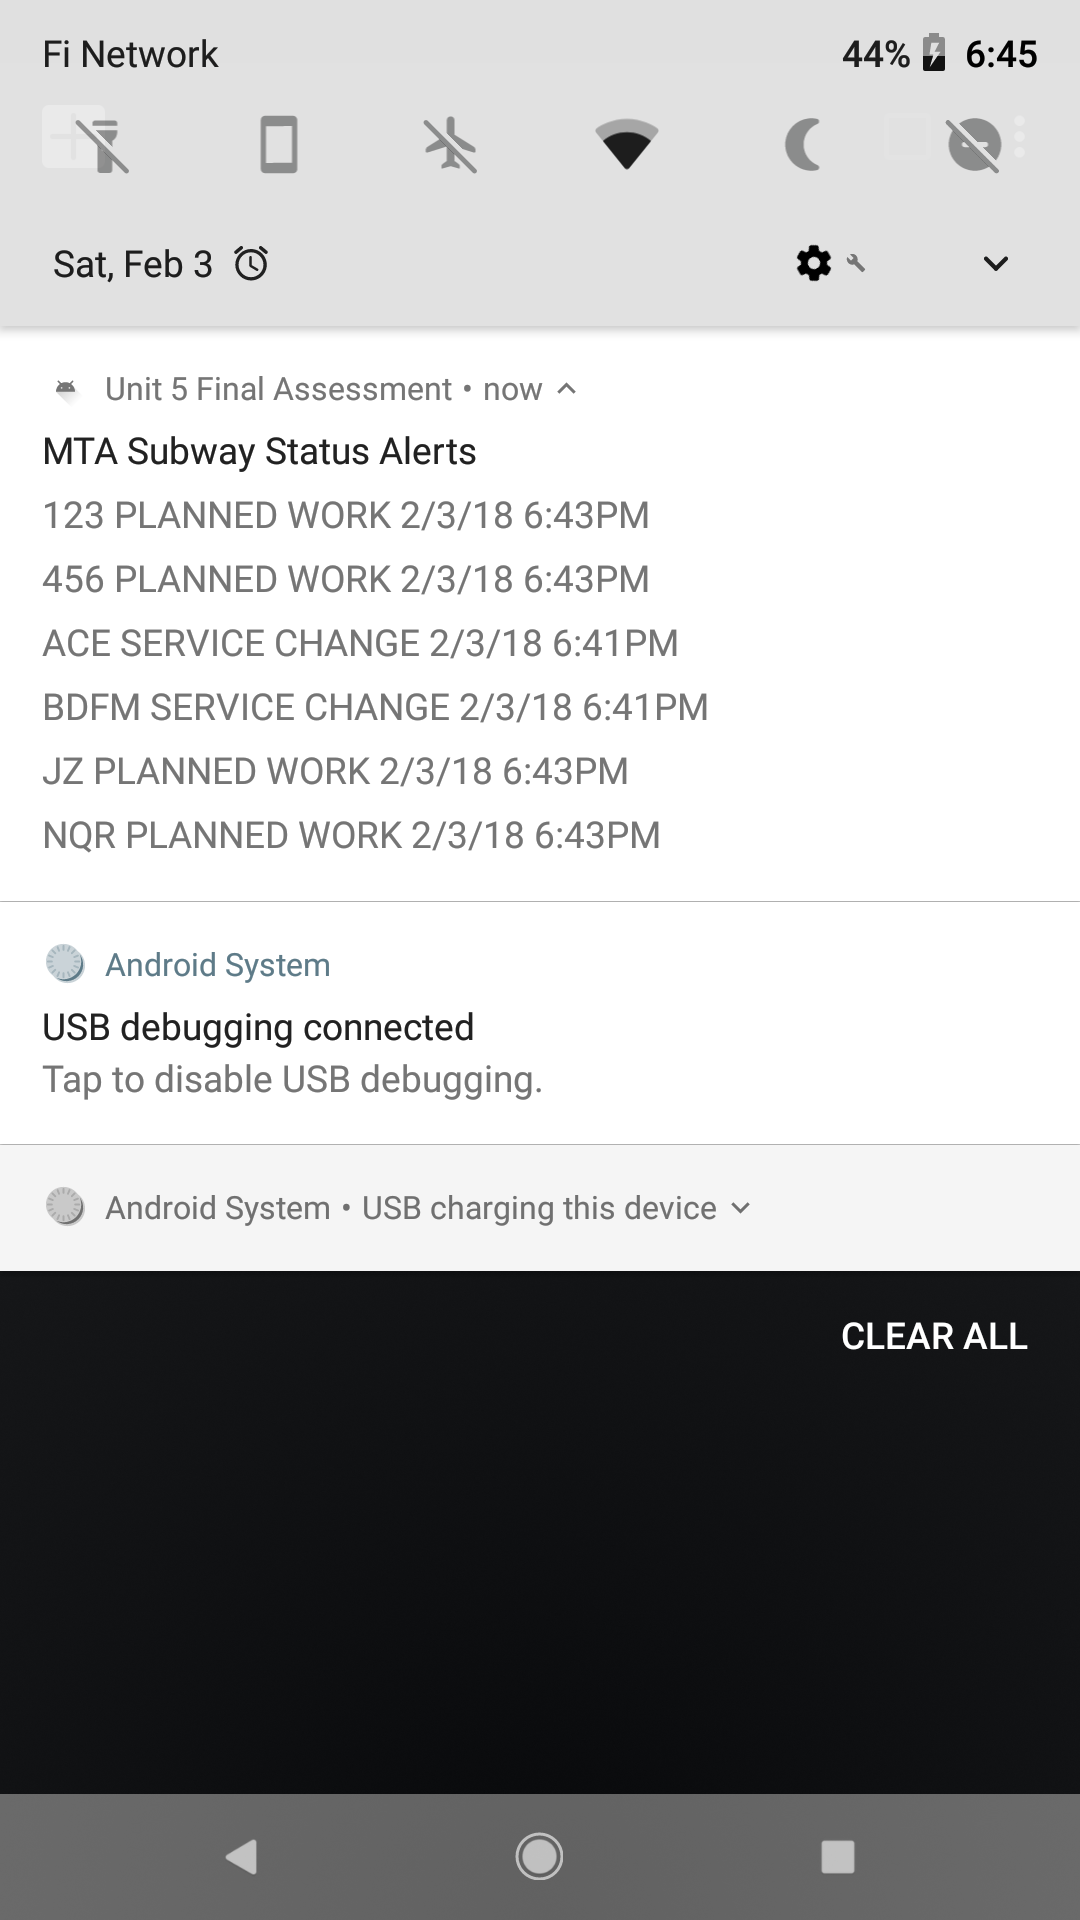 Fi Network 44% 6:45
Sat, Feb 3
Unit 5 Final Assessment • now
MTA Subway Status Alerts
123 PLANNED WORK 2/3/18 6:43PM
456 PLANNED WORK 2/3/18 6:43PM
ACE SERVICE CHANGE 2/3/18 6:41PM
BDFM SERVICE CHANGE 2/3/18 6:41PM
JZ PLANNED WORK 2/3/18 6:43PM
NQR PLANNED WORK 2/3/18 6:43PM
Android System
USB debugging connected
Tap to disable USB debugging.
Android System • USB charging this device
CLEAR ALL